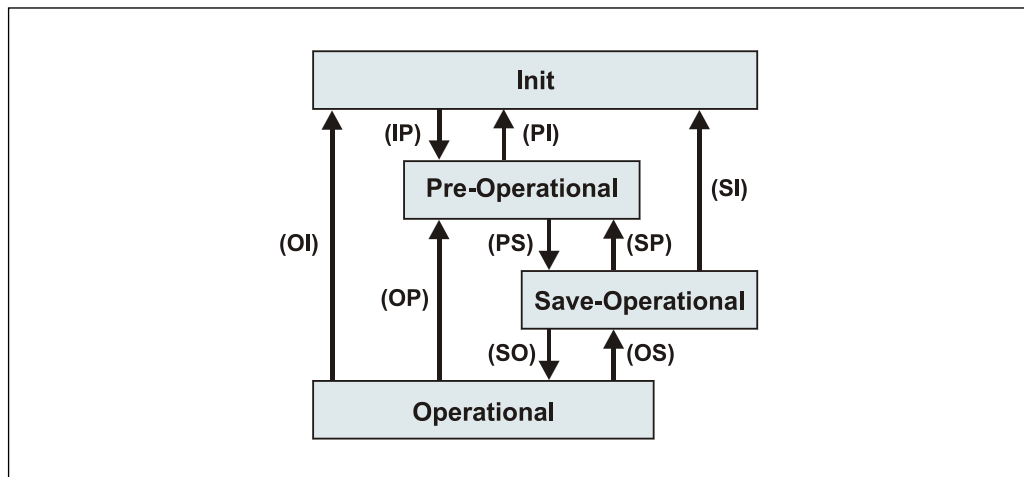 Init
(IP)
(PI)
Pre-Operational
(SI)
(OI)
(PS)
(SP)
(OP)
Save-Operational
(SO)
(OS)
Operational